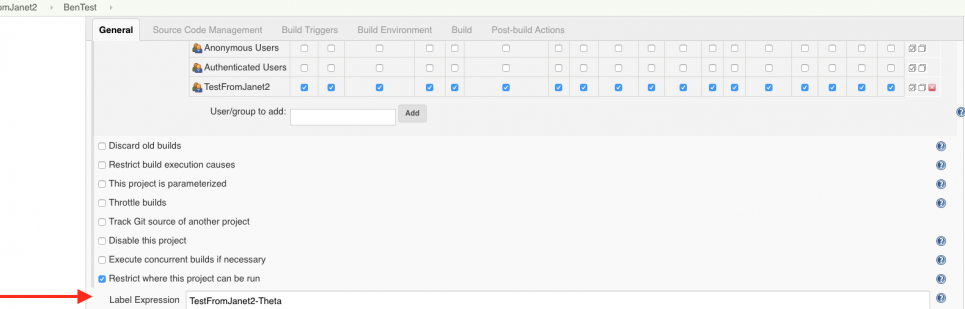 omJanet2 BenTest
General Source Code Management Build Triggers Build Environment Build Post-build Actions
Anonymous Users
Authenticated Users
TestFromJanet2
User/group to add: Add
Discard old builds
Restrict build execution causes
This project is parameterized
Throttle builds
Track Git source of another project
Disable this project
Execute concurrent builds if necessary
Restrict where this project can be run
Label Expression TestFromJanet2-Theta